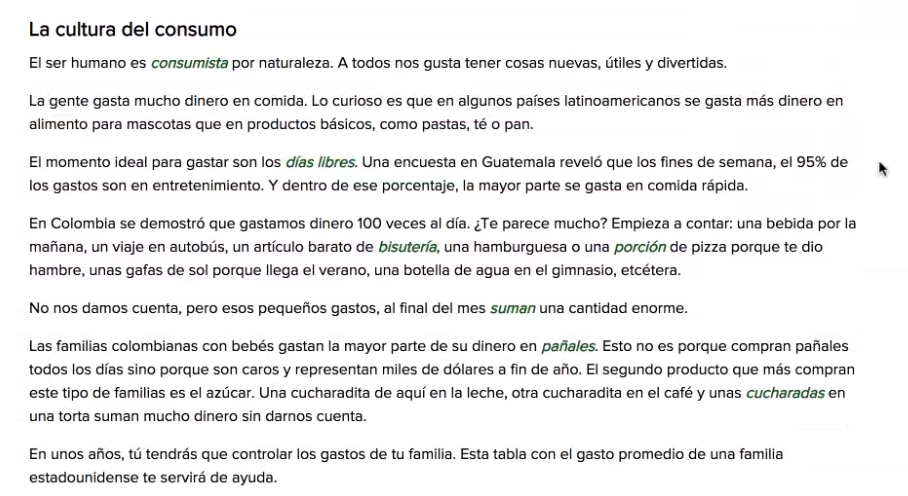 La cultura del consumo
El ser humano es consumista por naturaleza. A todos nos gusta tener cosas nuevas, útiles y divertidas.
La gente gasta mucho dinero en comida. Lo curioso es que en algunos países latinoamericanos se gasta más dinero en
alimento para mascotas que en productos básicos, como pastas, té o pan.
El momento ideal para gastar son los días libres. Una encuesta en Guatemala reveló que los fines de semana, el 95% de
los gastos son en entretenimiento. Y dentro de ese porcentaje, la mayor parte se gasta en comida rápida.
En Colombia se demostró que gastamos dinero 100 veces al día. ¿Te parece mucho? Empieza a contar: una bebida por la
mañana, un viaje en autobús, un artículo barato de bisutería, una hamburguesa o una porción de pizza porque te dio
hambre, unas gafas de sol porque llega el verano, una botella de agua en el gimnasio, etcétera.
No nos damos cuenta, pero esos pequeños gastos, al final del mes suman una cantidad enorme.
Las familias colombianas con bebés gastan la mayor parte de su dinero en pañales. Esto no es porque compran pañales
todos los días sino porque son caros y representan miles de dólares a fin de año. El segundo producto que más compran
este tipo de familias es el azúcar. Una cucharadita de aquí en la leche, otra cucharadita en el café y unas cucharadas en
una torta suman mucho dinero sin darnos cuenta.
En unos años, tú tendrás que controlar los gastos de tu familia. Esta tabla con el gasto promedio de una familia
estadounidense te servirá de ayuda.